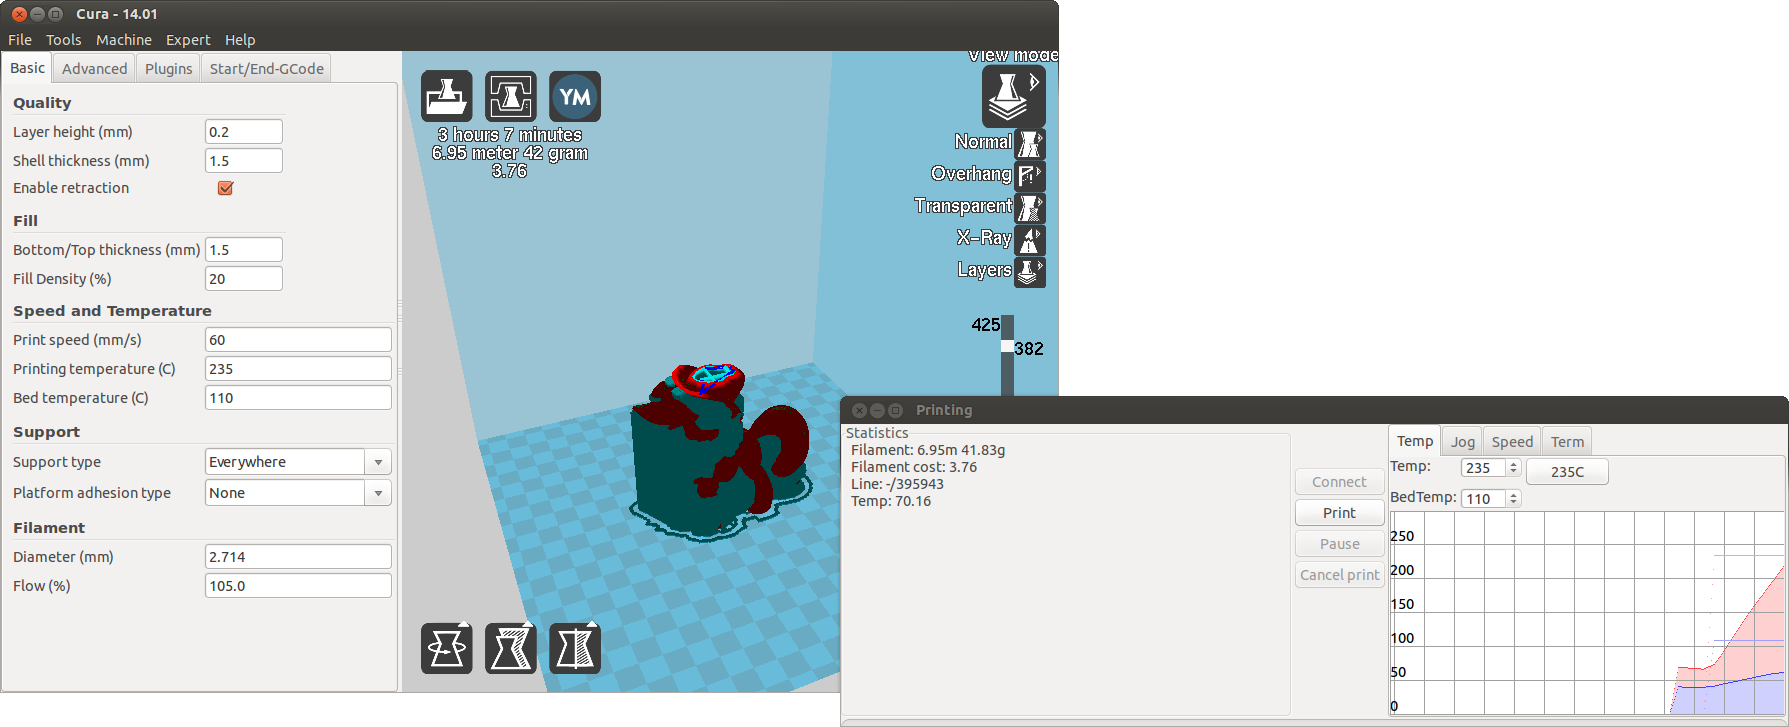 Cura - 14.01
File Tools Machine Expert Help
Basic Advanced Plugins Start/End-GCode
Quality
Layer height (mm) 0.2
Shell thickness (mm) 1.5
Enable retraction
Fill
Bottom/Top thickness (mm) 1.5
Fill Density (%) 20
Speed and Temperature
Print speed (mm/s) 60
Printing temperature (C) 235
Bed temperature (C) 110
Support
Support type Everywhere
Platform adhesion type None
Filament
Diameter (mm) 2.714
Flow (%) 105.0
YM
3 hours 7 minutes
6.95 meter 42 gram
3.76
View mode
Normal
Overhang
Transparent
X-Ray
Layers
425
382
Printing
Statistics
Filament: 6.95m 41.83g
Filament cost: 3.76
Line: -/395943
Temp: 70.16
Connect
Print
Pause
Cancel print
Temp Jog Speed Term
Temp: 235 235C
BedTemp: 110
250
200
150
100
50
0